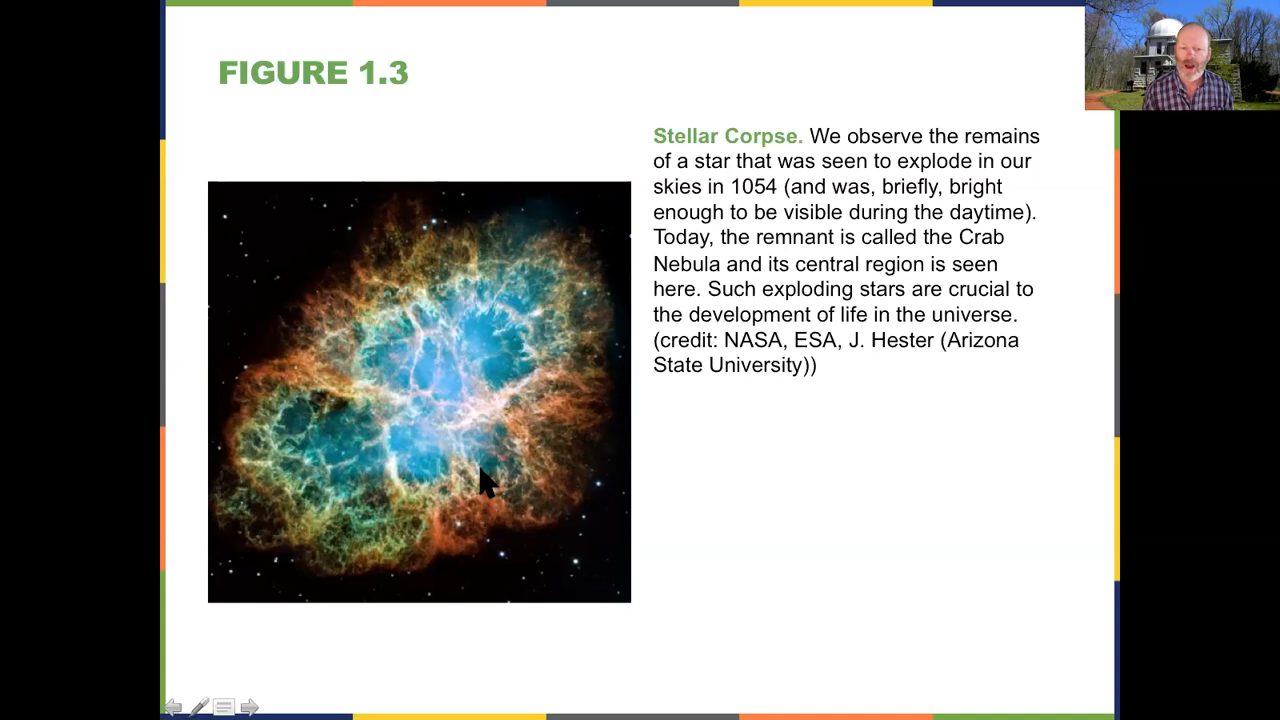 FIGURE 1.3
Stellar Corpse. We observe the remains
of a star that was seen to explode in our
skies in 1054 (and was, briefly, bright
enough to be visible during the daytime).
Today, the remnant is called the Crab
Nebula and its central region is seen
here. Such exploding stars are crucial to
the development of life in the universe.
(credit: NASA, ESA, J. Hester (Arizona
State University))